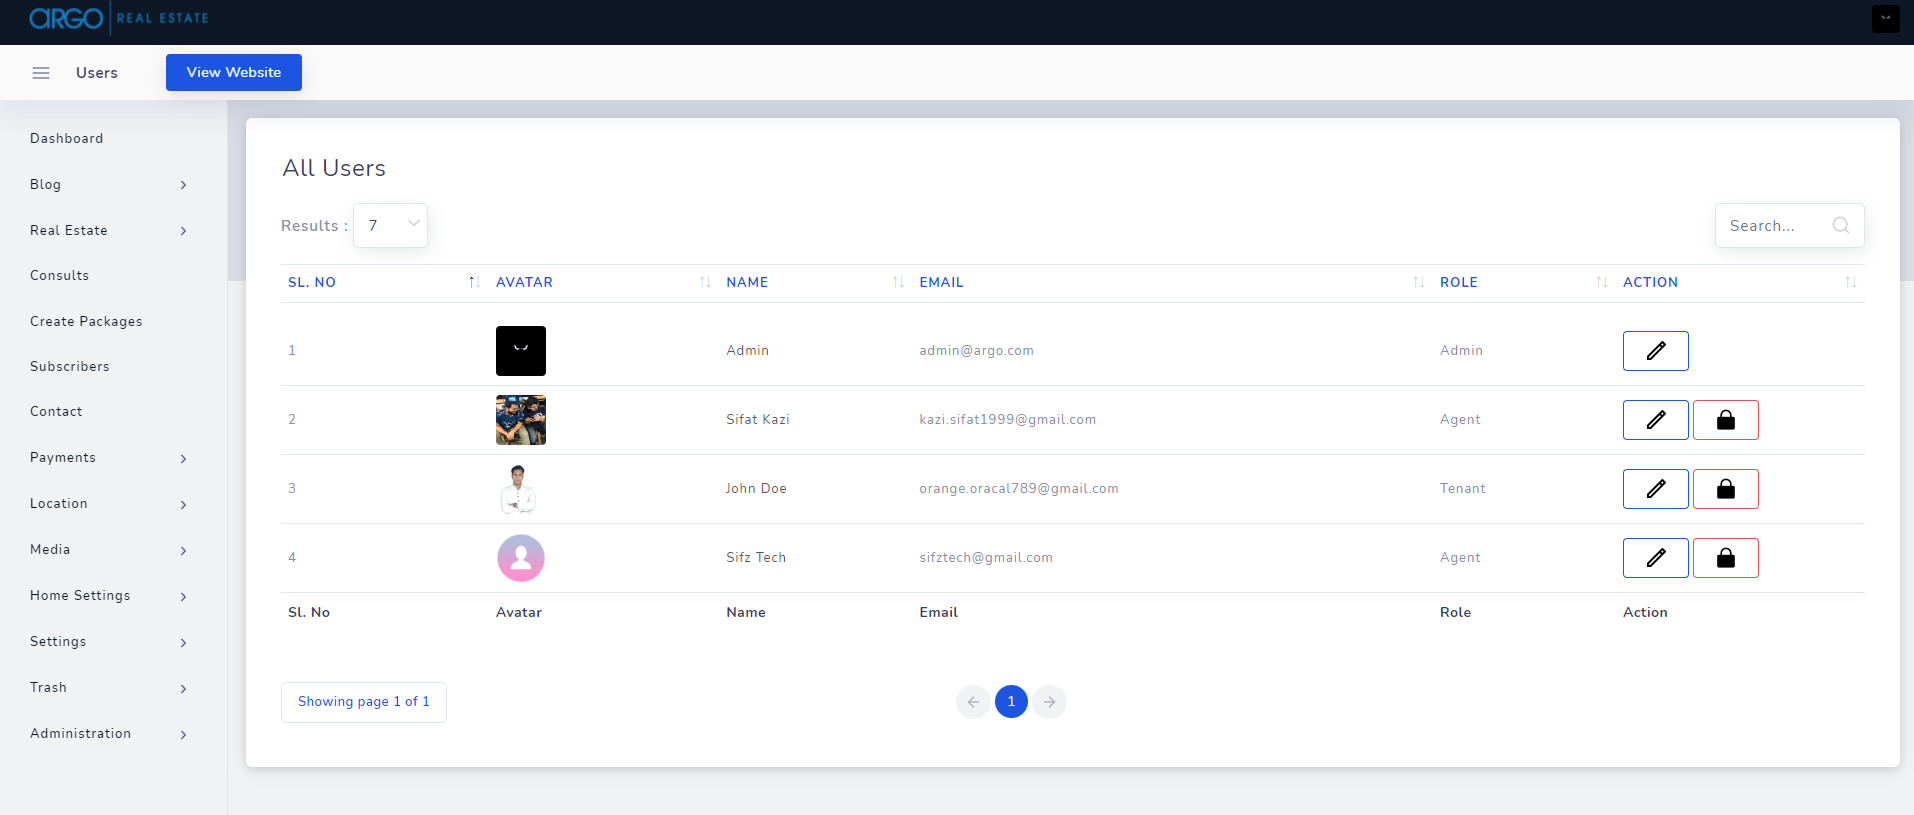 ARGO REAL ESTATE
Users View Website
Dashboard
Blog
Real Estate
Consults
Create Packages
Subscribers
Contact
Payments
Location
Media
Home Settings
Settings
Trash
Administration
All Users
Results : 7 Search...
SL. NO AVATAR NAME EMAIL ROLE ACTION
1 Admin admin@argo.com Admin
2 Sifat Kazi kazi.sifat1999@gmail.com Agent
3 John Doe orange.oracal789@gmail.com Tenant
4 Sifz Tech sifztech@gmail.com Agent
Sl. No Avatar Name Email Role Action
Showing page 1 of 1 1